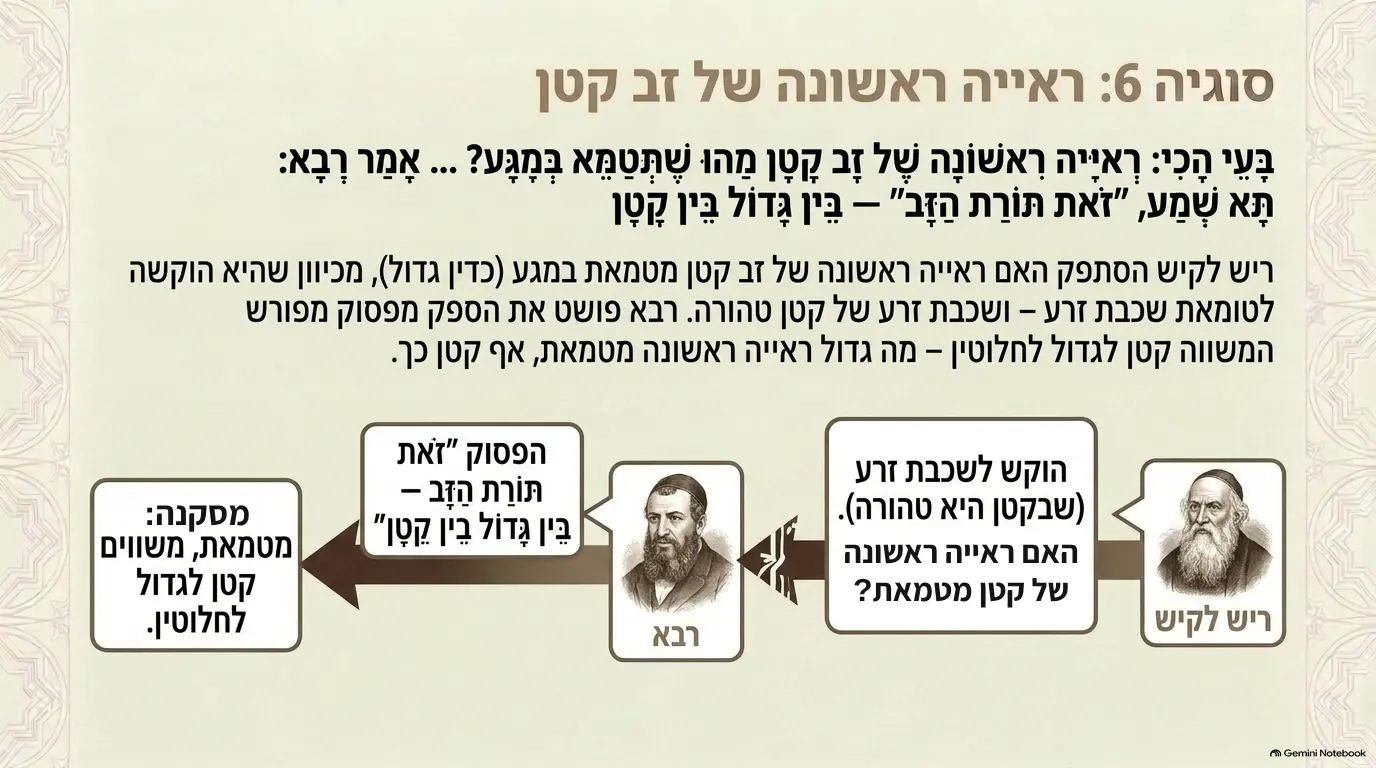 סוגיה 6: ראייה ראשונה של זב קטן
בָּעֵי הָכִי: רְאִיָּיה רִאשׁוֹנָה שֶׁל זָב קָטָן מַהוּ שֶׁתְּטַמֵּא בְּמַגָּע? ... אָמַר רָבָא:
תָּא שְׁמַע, ״זֹאת תּוֹרַת הַזָּב״ – בֵּין גָּדוֹל בֵּין קָטָן
ריש לקיש הסתפק האם ראייה ראשונה של זב קטן מטמאת במגע (כדין גדול), מכיוון שהיא הוקשה
לטומאת שכבת זרע – ושכבת זרע של קטן טהורה. רבא פושט את הספק מפסוק מפורש
המשווה קטן לגדול לחלוטין – מה גדול ראייה ראשונה מטמאת, אף קטן כך.
ריש לקיש
הוקש לשכבת זרע
(שבקטן היא טהורה).
האם ראייה ראשונה
של קטן מטמאת?
רבא
הפסוק ״זֹאת
תּוֹרַת הַזָּב –
בֵּין גָּדוֹל בֵין קָטָן״
מסקנה:
מטמאת, משווים
קטן לגדול
לחלוטין.
Gemini Notebook